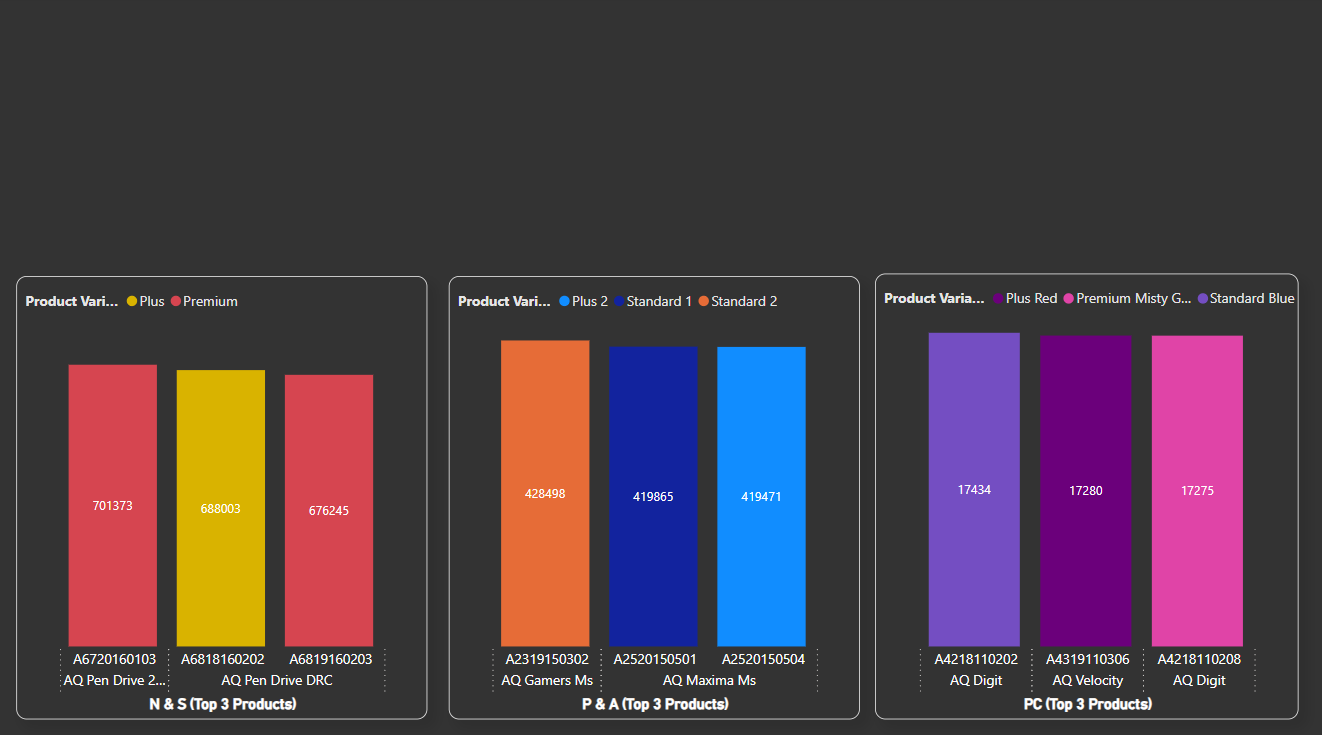 Product Vari... Plus Premium
701373
688003
676245
A6720160103 A6818160202 A6819160203
AQ Pen Drive 2... AQ Pen Drive DRC
N & S (Top 3 Products)
Product Vari... Plus 2 Standard 1 Standard 2
428498
419865
419471
A2319150302 A2520150501 A2520150504
AQ Gamers Ms AQ Maxima Ms
P & A (Top 3 Products)
Product Varia... Plus Red Premium Misty G... Standard Blue
17434
17280
17275
A4218110202 A4319110306 A4218110208
AQ Digit AQ Velocity AQ Digit
PC (Top 3 Products)